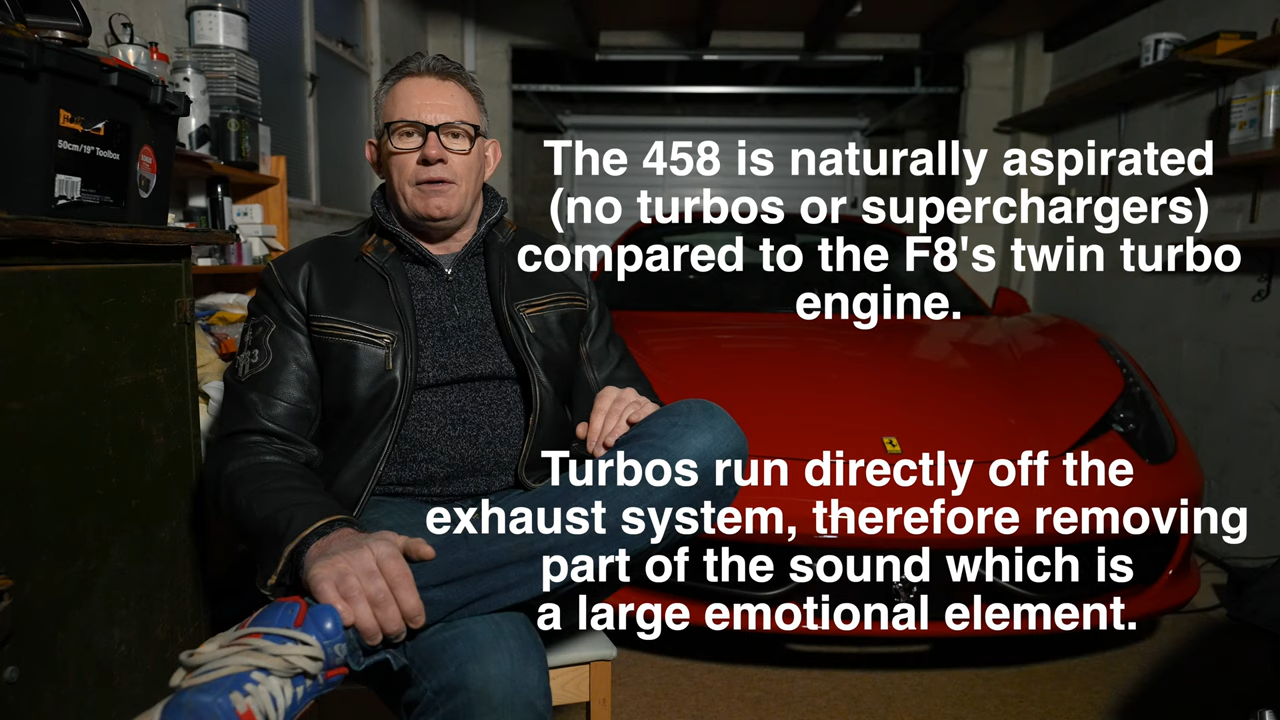 The 458 is naturally aspirated
(no turbos or superchargers)
compared to the F8's twin turbo
engine.
Turbos run directly off the
exhaust system, therefore removing
part of the sound which is
a large emotional element.
50cm/19" Toolbox